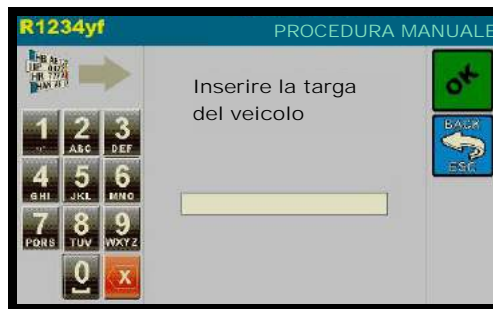 R1234yf
PROCEDURA MANUALE
Inserire la targa
del veicolo
OK
BACK
ESC
1
2 ABC
3 DEF
4 GHI
5 JKL
6 MNO
7 PQRS
8 TUV
9 WXYZ
0
X